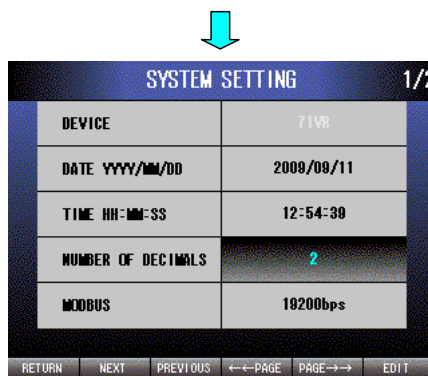 SYSTEM SETTING 1/2
DEVICE 71VR
DATE YYYY/MM/DD 2009/09/11
TIME HH:MM:SS 12:54:39
NUMBER OF DECIMALS 2
MODBUS 19200bps
RETURN NEXT PREVIOUS ←←PAGE PAGE→→ EDIT